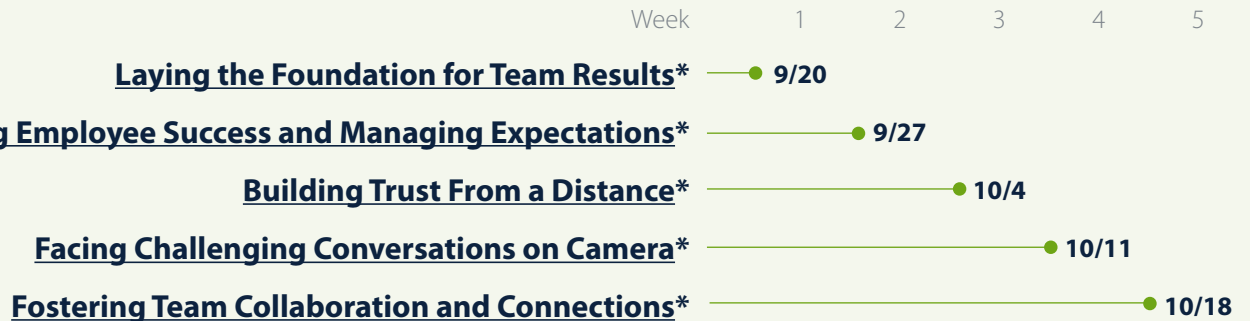 Week 1 2 3 4 5
Laying the Foundation for Team Results* 9/20
Employee Success and Managing Expectations* 9/27
Building Trust From a Distance* 10/4
Facing Challenging Conversations on Camera* 10/11
Fostering Team Collaboration and Connections* 10/18